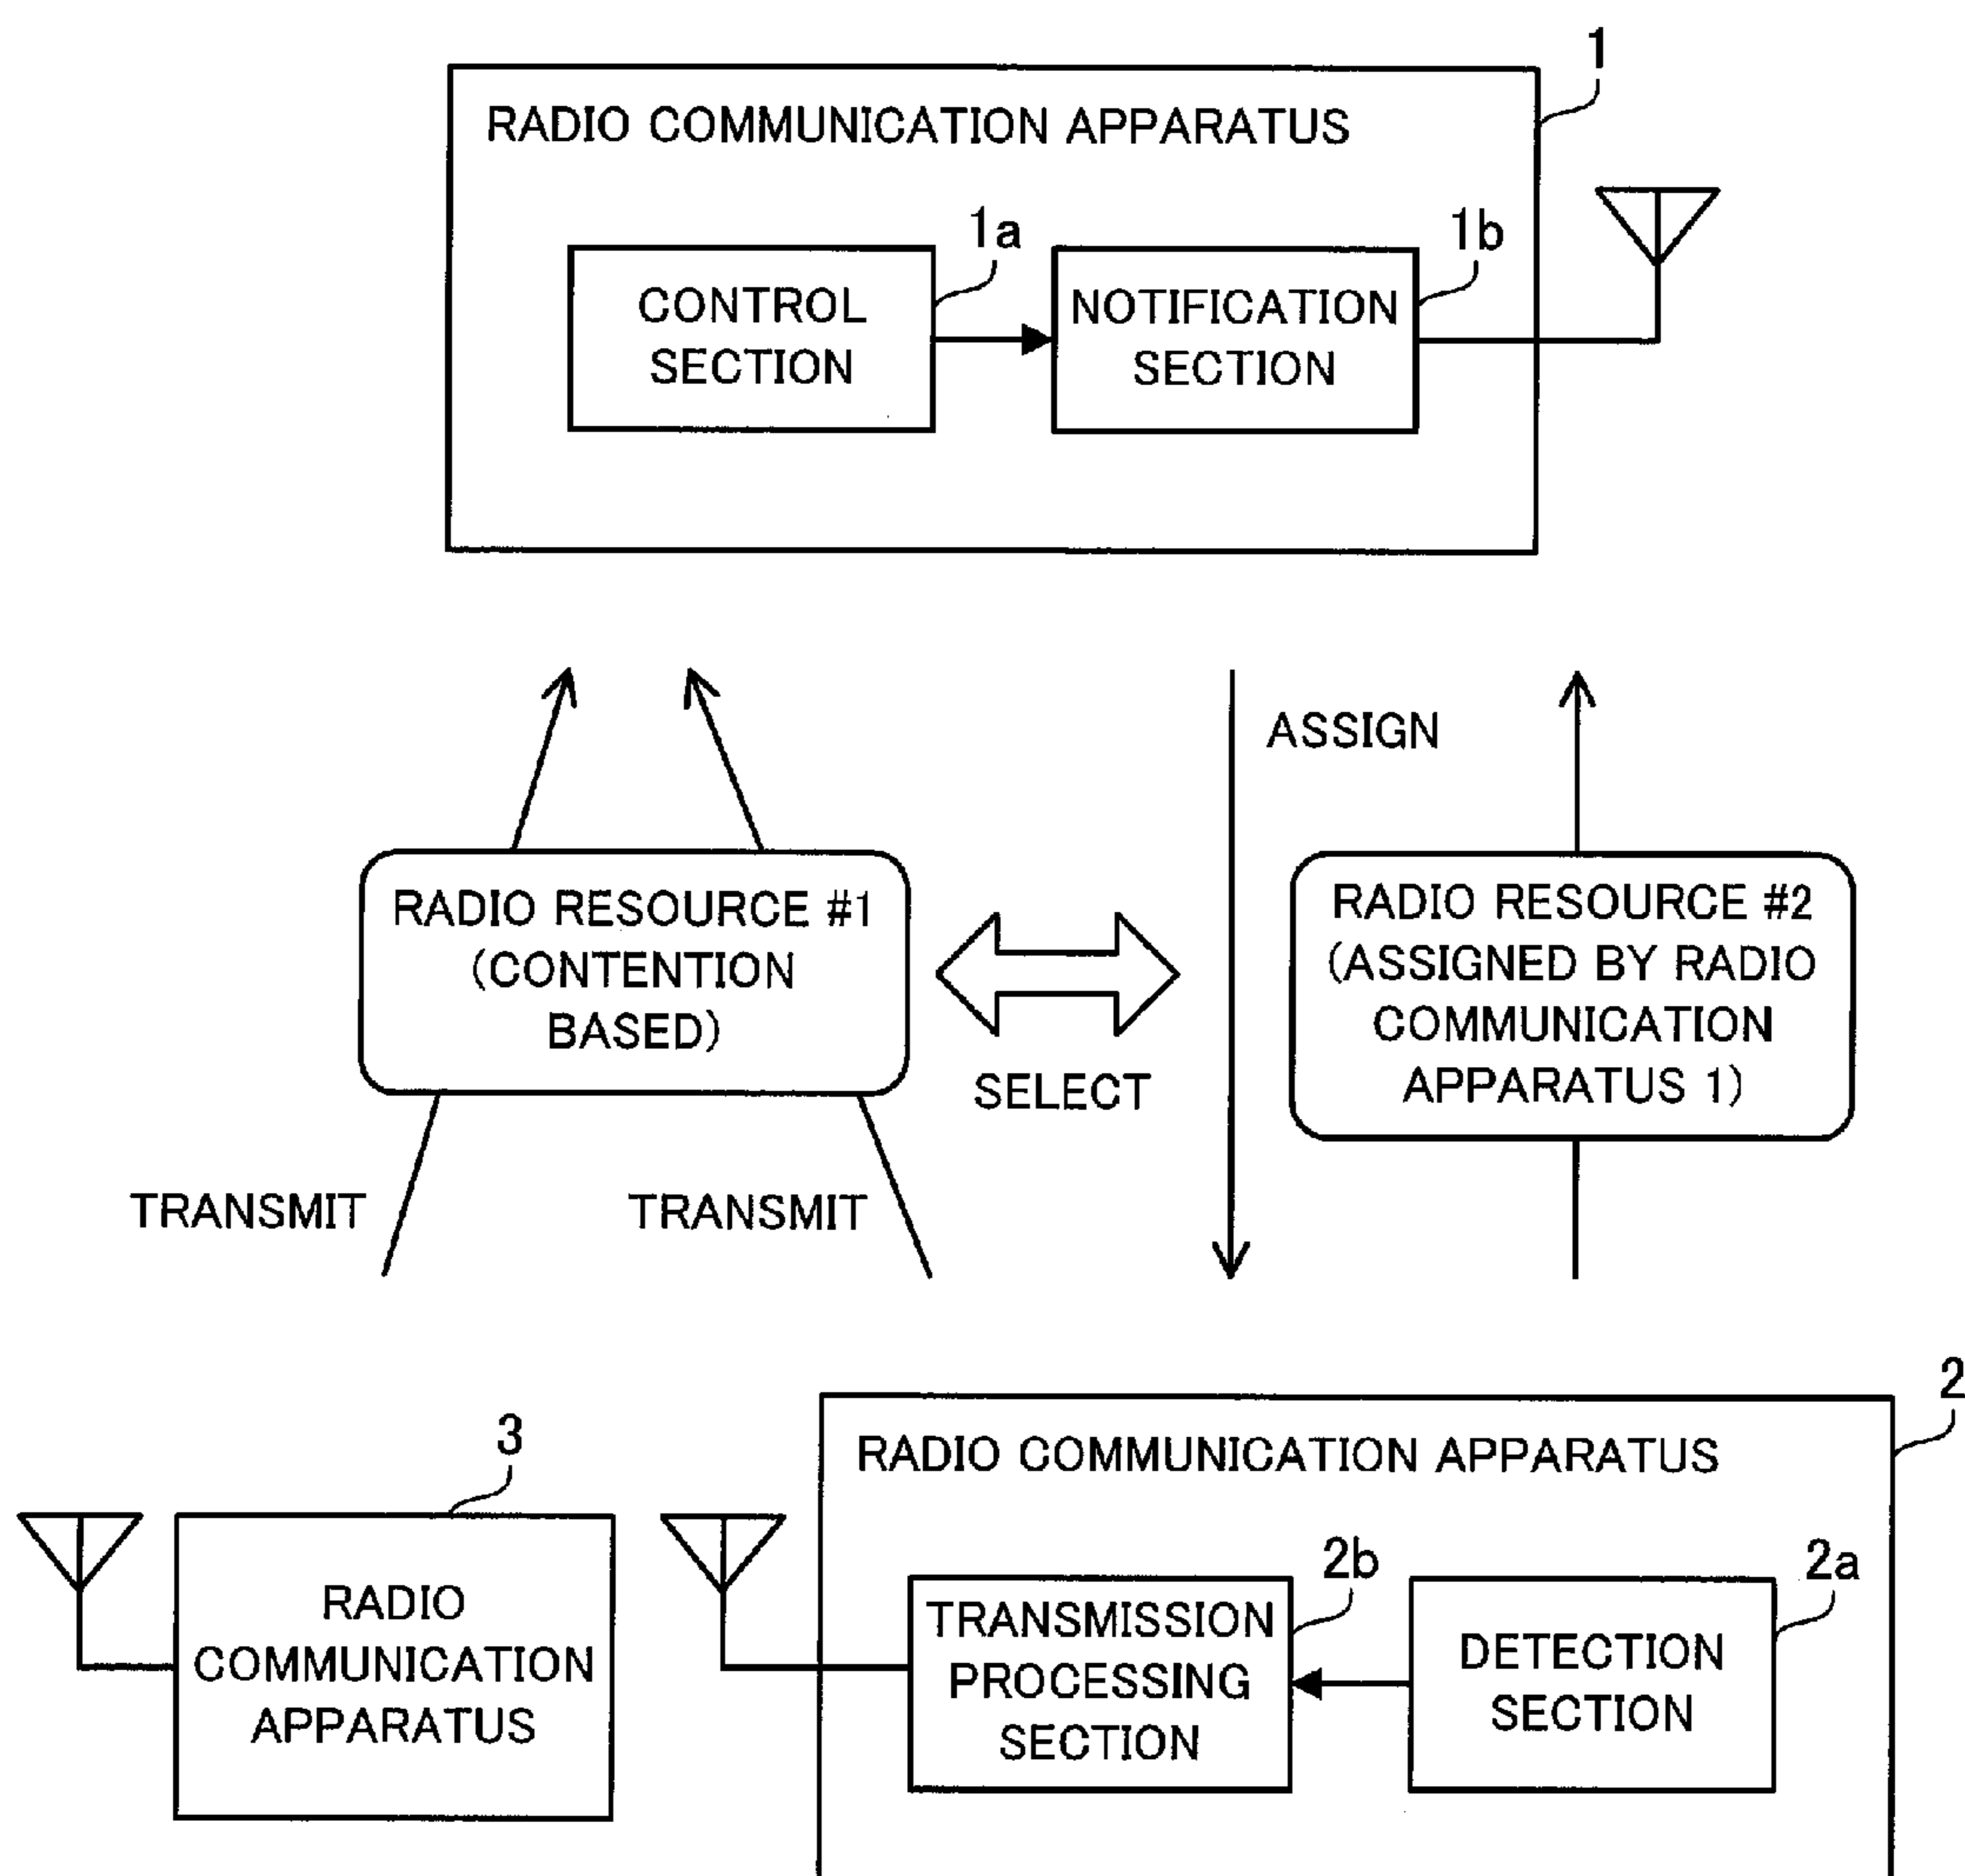 1
RADIO COMMUNICATION APPARATUS
1a
1b
CONTROL
SECTION
NOTIFICATION
SECTION
ASSIGN
RADIO RESOURCE #1
(CONTENTION
BASED)
SELECT
RADIO RESOURCE #2
(ASSIGNED BY RADIO
COMMUNICATION
APPARATUS 1)
TRANSMIT
TRANSMIT
2
3
RADIO COMMUNICATION APPARATUS
RADIO
COMMUNICATION
APPARATUS
2b
2a
TRANSMISSION
PROCESSING
SECTION
DETECTION
SECTION